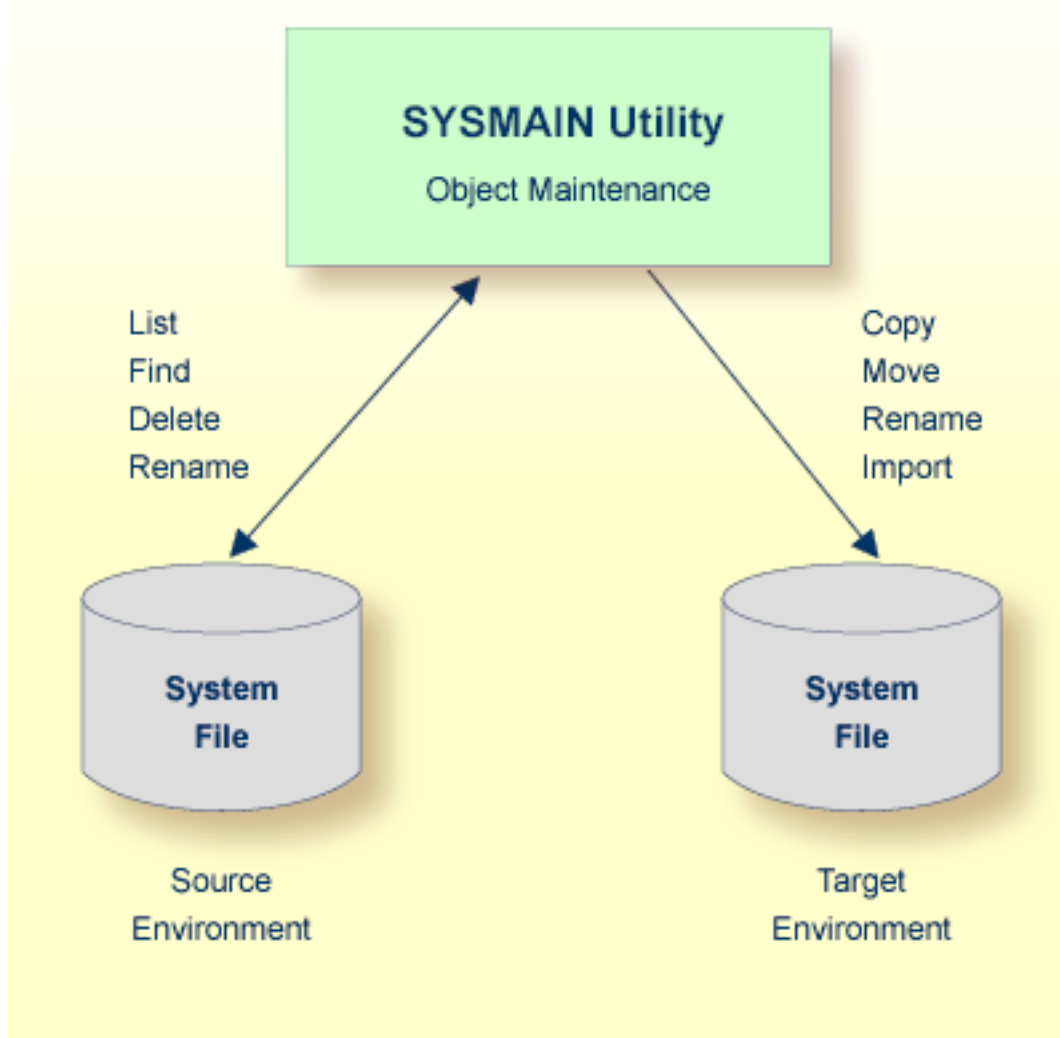 SYSMAIN Utility
Object Maintenance
List
Find
Delete
Rename
Copy
Move
Rename
Import
System
File
System
File
Source
Environment
Target
Environment